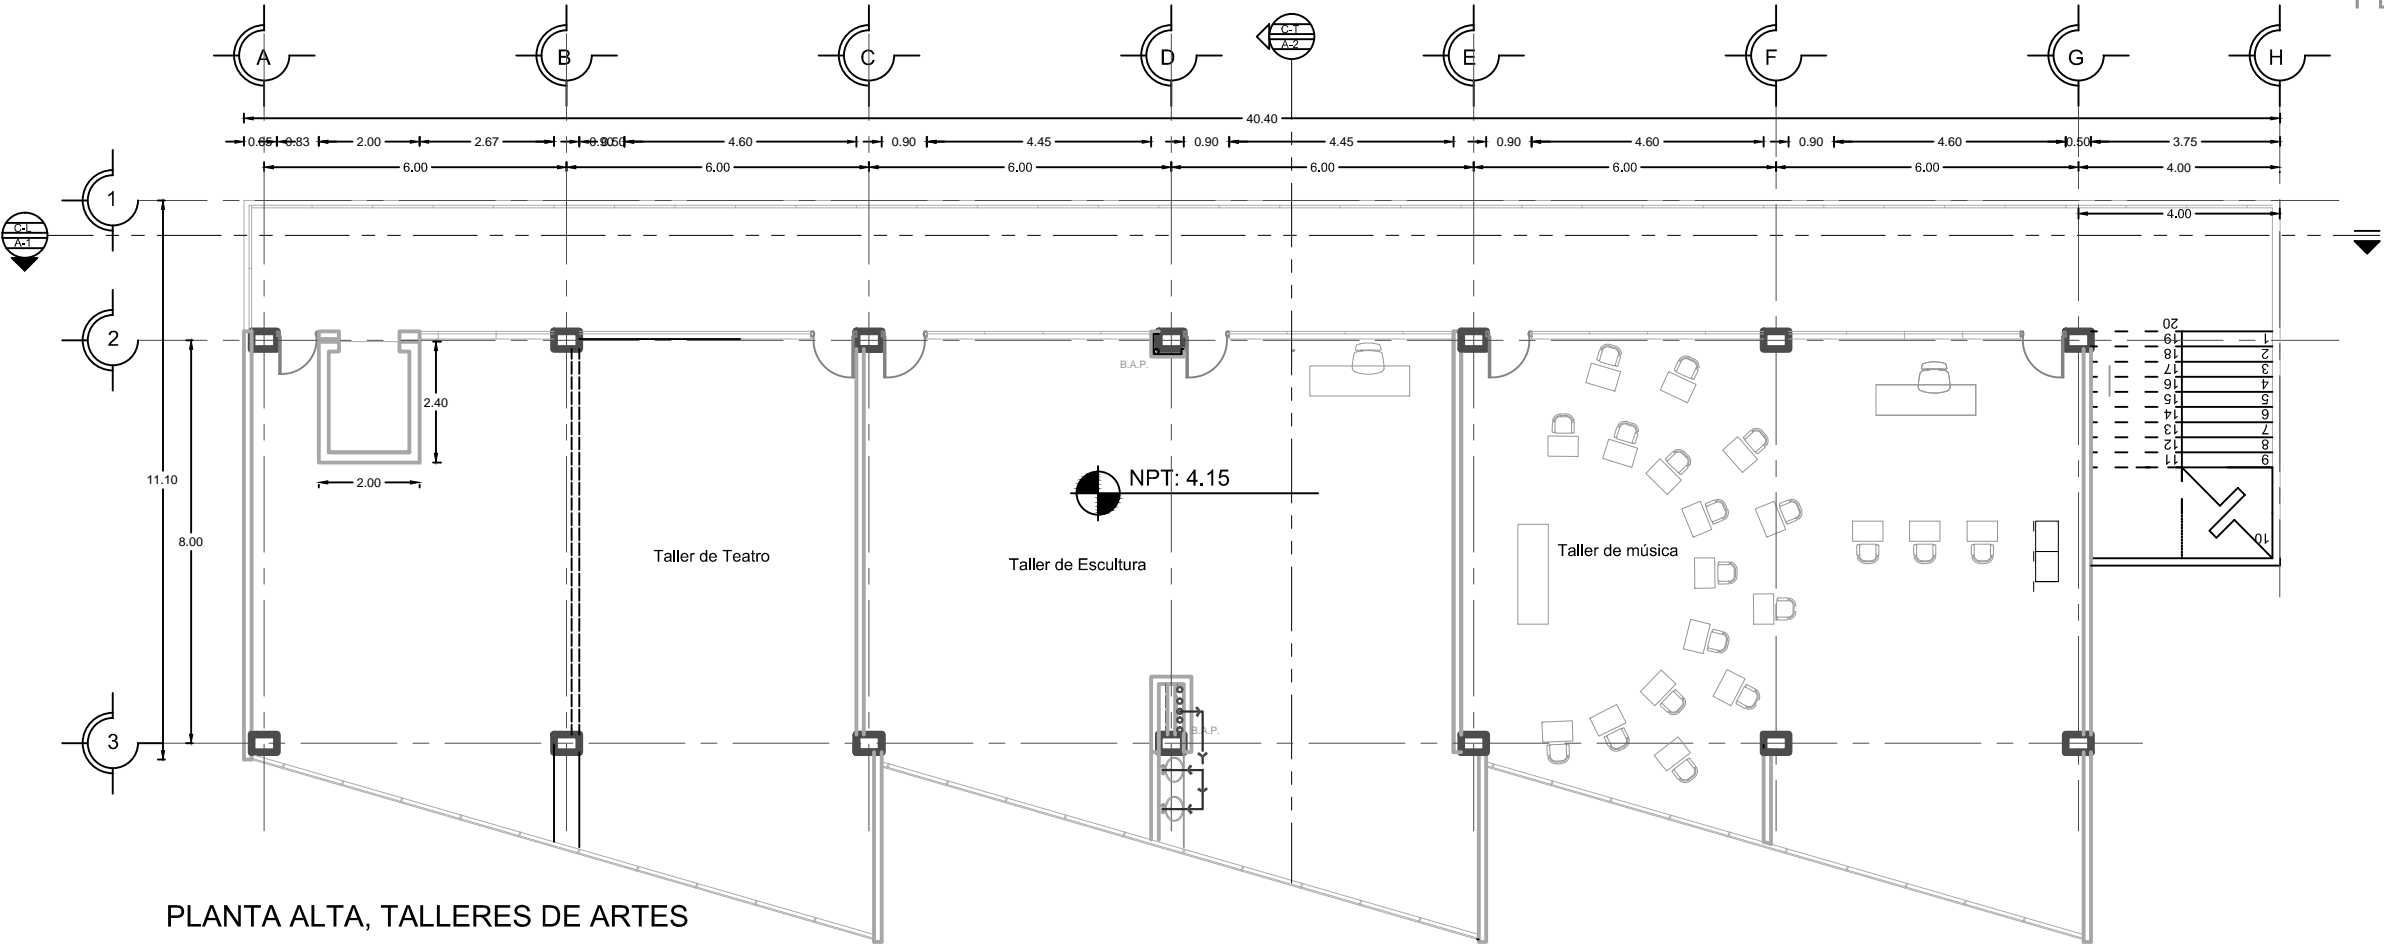 A B C D E F G H
C-T
A-2
40.40
0.65 0.83 2.00 2.67 0.90 0.50 4.60 0.90 4.45 0.90 4.45 0.90 4.60 0.90 4.60 0.50 3.75
6.00 6.00 6.00 6.00 6.00 6.00 4.00
1
4.00
C-L
A-1
2
20
19 1
18 2
17 3
16 4
15 5
14 6
13 7
12 8
11 9
10
B.A.P.
2.40
11.10
2.00
NPT: 4.15
8.00
Taller de Teatro
Taller de Escultura
Taller de música
B.A.P.
3
PLANTA ALTA, TALLERES DE ARTES